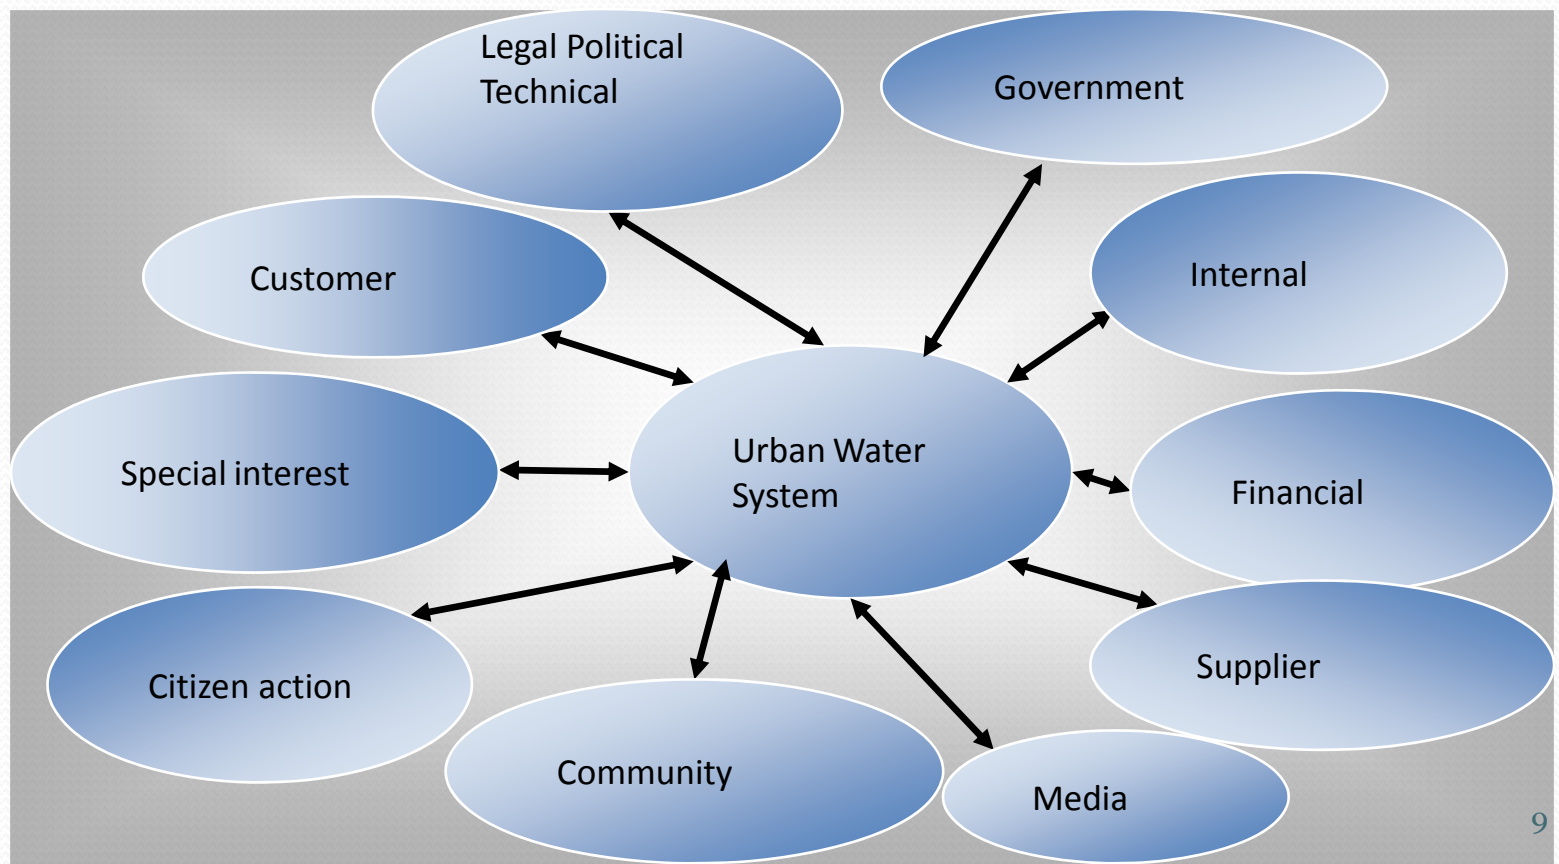 Legal Political
Technical
Government
Customer
Internal
Special interest
Urban Water
System
Financial
Citizen action
Supplier
Community
Media
9